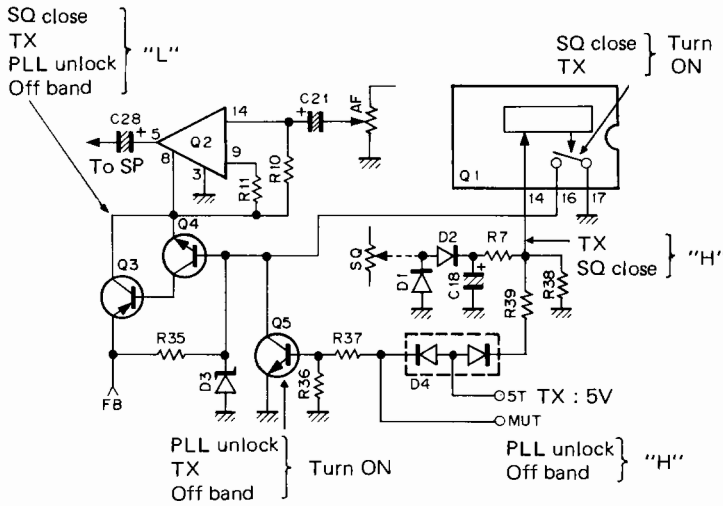 SQ close
TX
PLL unlock
Off band
"L"
SQ close
TX
Turn
ON
C28
5
+
To SP
8
Q2
3
14
9
C21
+
AF
R11
R10
Q1
14
16
17
Q4
Q3
SQ
D1
D2
C18
+
R7
TX
SQ close
"H"
R38
R39
R35
FB
D3
Q5
R36
R37
D4
5T
TX : 5V
MUT
PLL unlock
TX
Off band
Turn ON
PLL unlock
Off band
"H"